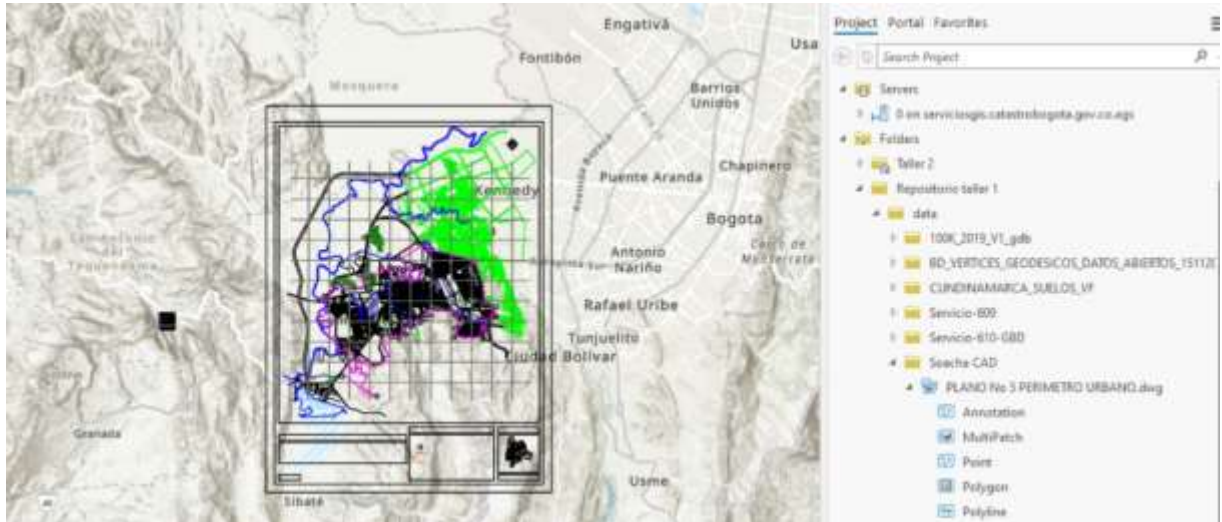 Engativá
Usa
Fontibón
Mosquera
Barrios
Unidos
Chapinero
Kennedy
Puente Aranda
Bogota
Antonio
Nariño
Rafael Uribe
Tunjuelito
Ciudad Bolívar
Granada
Usme
Sibaté
Project Portal Favorites
Search Project
Servers
0 en serviciosgis.catastrobogota.gov.co.ags
Folders
Taller 2
Repositorio taller 1
data
100K_2019_V1_gdb
BD_VERTICES_GEODESICOS_DATOS_ABIERTOS_15112
CUNDINAMARCA_SUELOS_VF
Servicio-609
Servicio-610-GBD
Soacha-CAD
PLANO No 5 PERIMETRO URBANO.dwg
Annotation
MultiPatch
Point
Polygon
Polyline